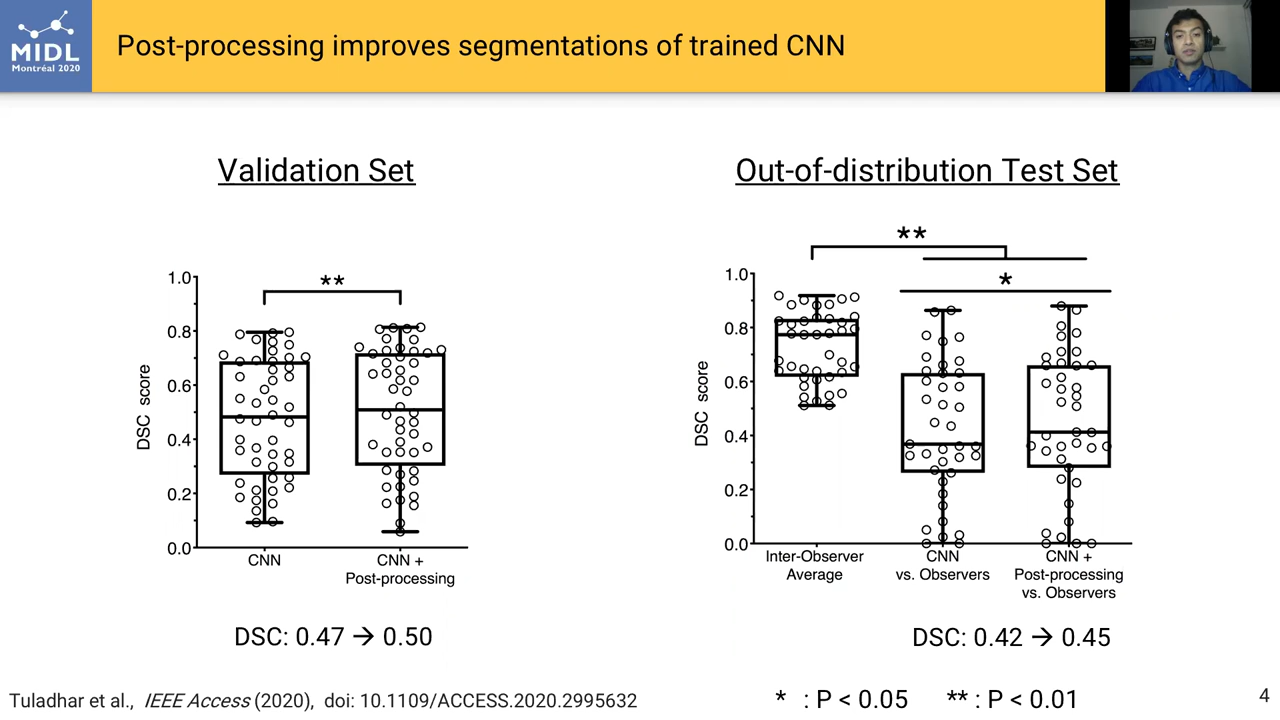 MIDL
Montréal 2020
Post-processing improves segmentations of trained CNN
Validation Set
Out-of-distribution Test Set
**
1.0
0.8
0.6
0.4
0.2
0.0
DSC score
CNN
CNN +
Post-processing
DSC: 0.47 → 0.50
**
*
1.0
0.8
0.6
0.4
0.2
0.0
DSC score
Inter-Observer
Average
CNN
vs. Observers
CNN +
Post-processing
vs. Observers
DSC: 0.42 → 0.45
Tuladhar et al., IEEE Access (2020), doi: 10.1109/ACCESS.2020.2995632
* : P < 0.05 ** : P < 0.01
4